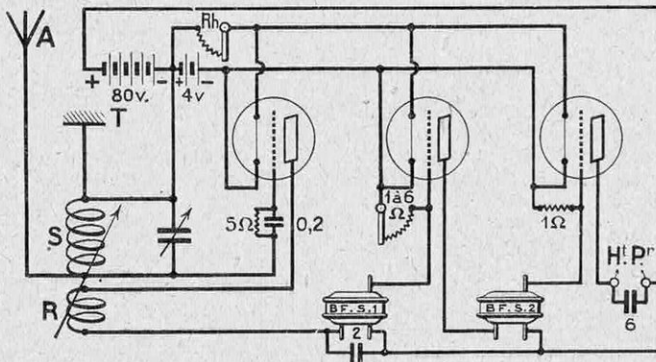 A
Rh
+ - + -
80v. 4v
T
S
5Ω 0,2
1à6
Ω
1Ω
R
B F. S. 1
2
B F. S. 2
Ht. Pr
6